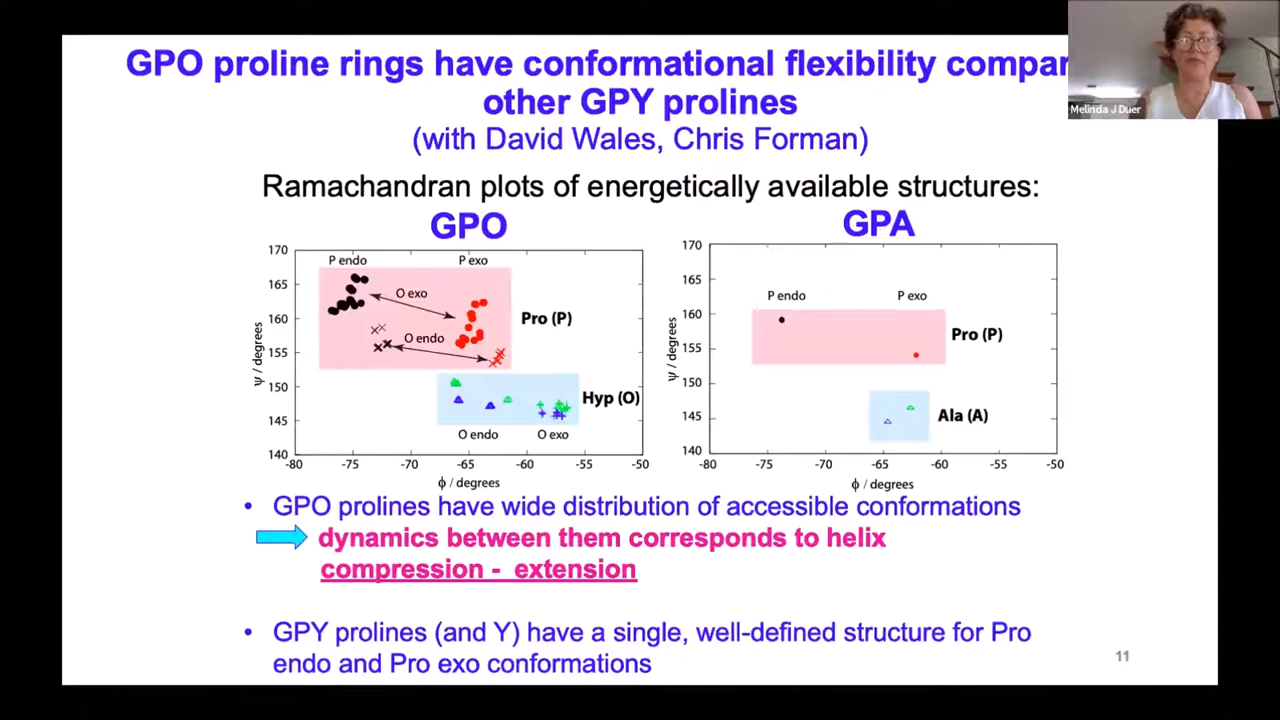 GPO proline rings have conformational flexibility
other GPY prolines
(with David Wales, Chris Forman)
Melinda J Duer
Ramachandran plots of energetically available structures:
GPO
GPA
170
165
160
155
150
145
140
-80
-75
-70
-65
-60
-55
-50
ψ / degrees
ϕ / degrees
P endo
P exo
O exo
O endo
Pro (P)
Hyp (O)
O endo
O exo
170
165
160
155
150
145
140
-80
-75
-70
-65
-60
-55
-50
ψ / degrees
ϕ / degrees
P endo
P exo
Pro (P)
Ala (A)
• GPO prolines have wide distribution of accessible conformations
dynamics between them corresponds to helix
compression - extension
• GPY prolines (and Y) have a single, well-defined structure for Pro
endo and Pro exo conformations
11